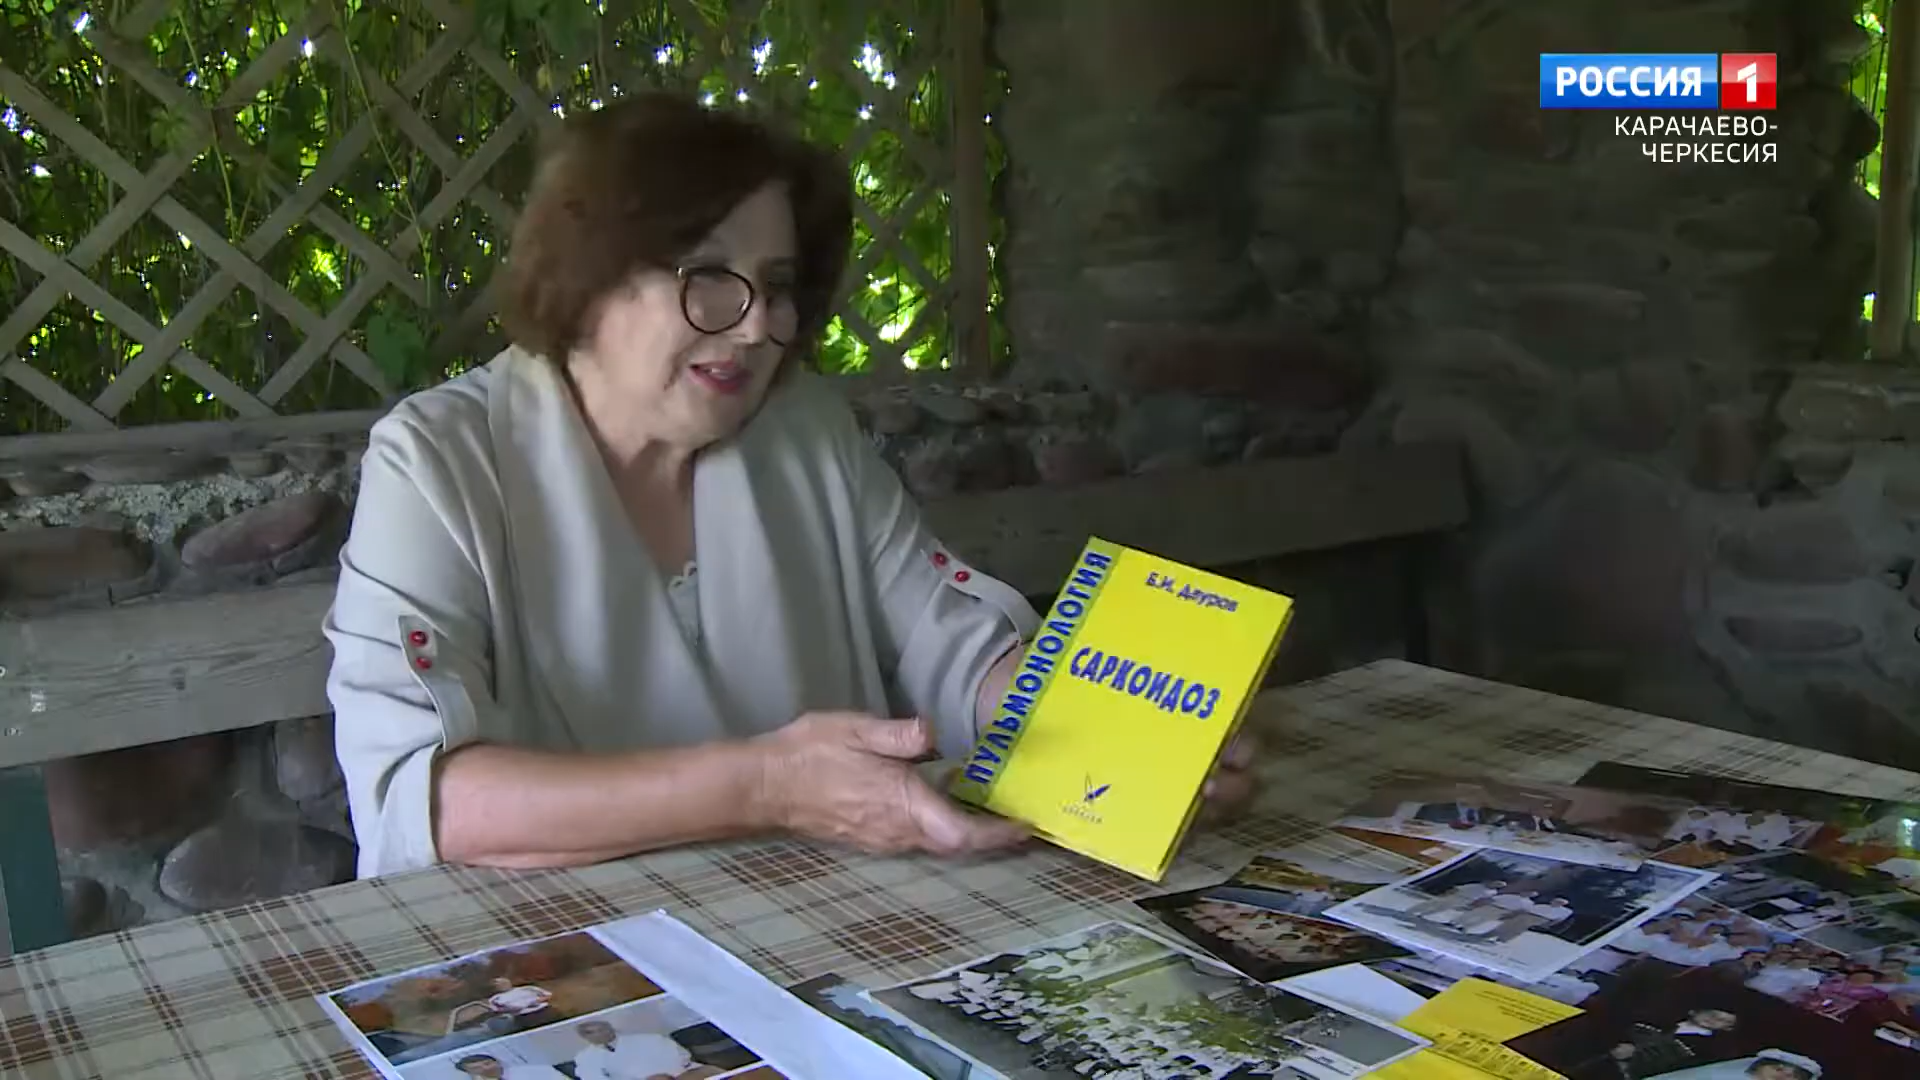 РОССИЯ 1
КАРАЧАЕВО-
ЧЕРКЕСИЯ
Б.И. Дауров
ПУЛЬМОНОЛОГИЯ
САРКОИДОЗ